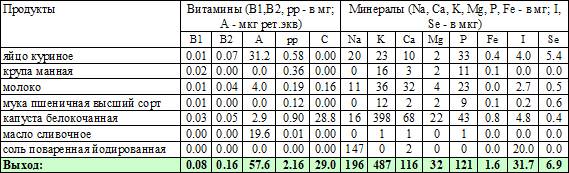 Продукты Витамины (B1,B2, pp - в мг; Минералы (Na, Ca, K, Mg, P, Fe - в мг; I,
А - мкг рет.экв) Se - в мкг)
B1 B2 A pp C Na K Ca Mg P Fe I Se
яйцо куриное 0.01 0.07 31.2 0.58 0.00 20 23 10 2 33 0.4 4.0 5.4
крупа манная 0.02 0.00 0.0 0.36 0.00 0 16 3 2 11 0.1 0.0 0.0
молоко 0.01 0.04 4.0 0.19 0.16 11 36 32 4 23 0.0 2.7 0.5
мука пшеничная высший сорт 0.01 0.00 0.0 0.12 0.00 0 12 2 2 9 0.1 0.2 0.6
капуста белокочанная 0.03 0.05 2.9 0.90 28.8 16 398 68 22 43 0.8 4.8 0.4
масло сливочное 0.00 0.00 19.6 0.01 0.00 0 1 1 0 1 0.0 0.0 0.0
соль поваренная йодированная 0.00 0.00 0.0 0.00 0.00 147 0 2 0 0 0.0 20.0 0.0
Выход: 0.08 0.16 57.6 2.16 29.0 196 487 116 32 121 1.6 31.7 6.9